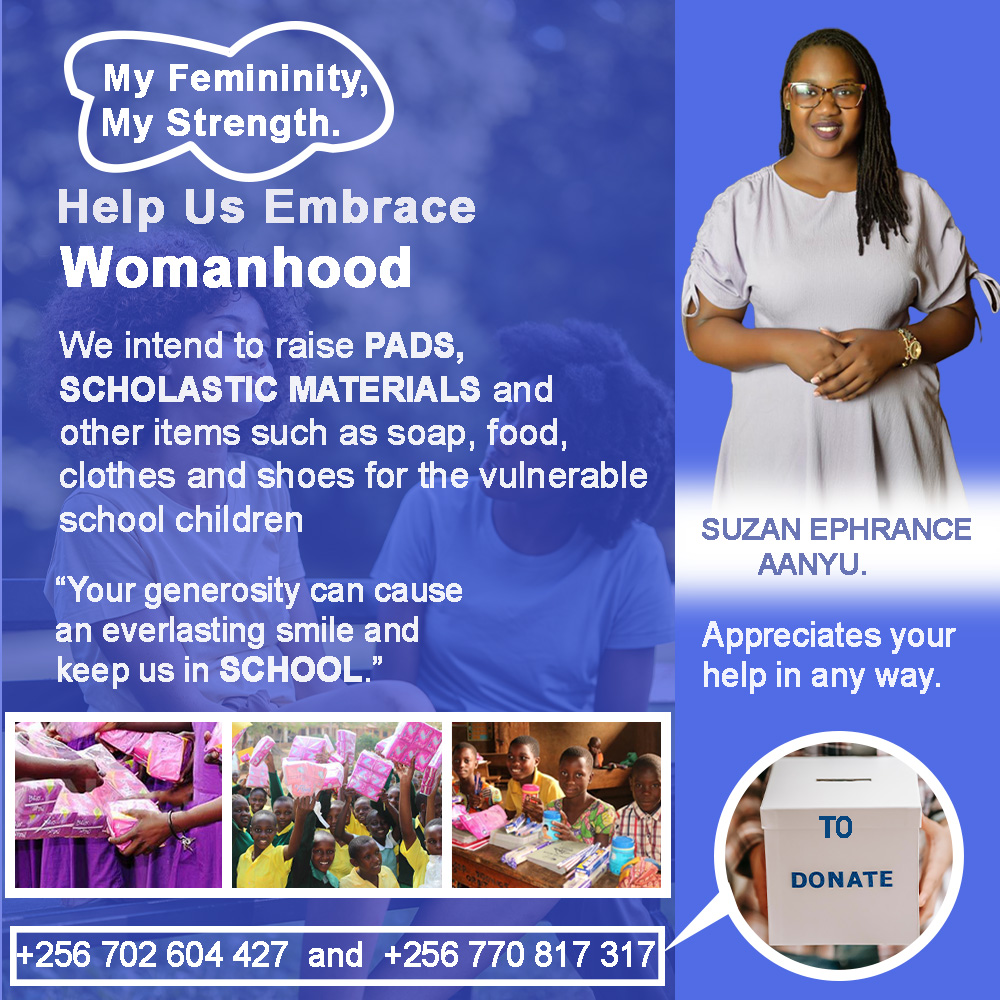 My Femininity,
My Strength.
Help Us Embrace
Womanhood
We intend to raise PADS,
SCHOLASTIC MATERIALS and
other items such as soap, food,
clothes and shoes for the vulnerable
school children
“Your generosity can cause
an everlasting smile and
keep us in SCHOOL.”
+256 702 604 427 and +256 770 817 317
SUZAN EPHRANCE
AANYU.
Appreciates your
help in any way.
TO
DONATE